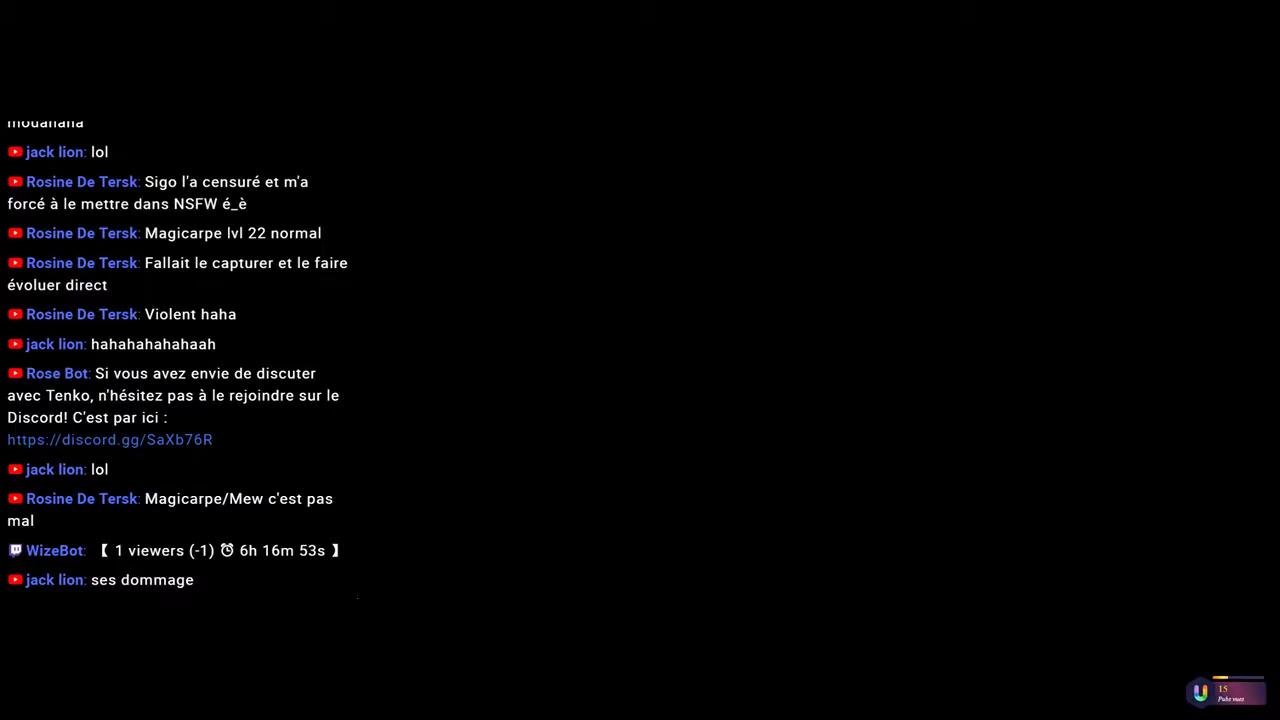 mouahaha
jack lion: lol
Rosine De Tersk: Sigo l'a censuré et m'a
forcé à le mettre dans NSFW é_è
Rosine De Tersk: Magicarpe lvl 22 normal
Rosine De Tersk: Fallait le capturer et le faire
évoluer direct
Rosine De Tersk: Violent haha
jack lion: hahahahahahaah
Rose Bot: Si vous avez envie de discuter
avec Tenko, n'hésitez pas à le rejoindre sur le
Discord! C'est par ici :
https://discord.gg/SaXb76R
jack lion: lol
Rosine De Tersk: Magicarpe/Mew c'est pas
mal
WizeBot: 【 1 viewers (-1) ⏰ 6h 16m 53s 】
jack lion: ses dommage
15
Pubs vues